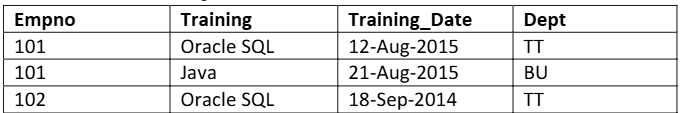 Empno Training Training_Date Dept
101 Oracle SQL 12-Aug-2015 TT
101 Java 21-Aug-2015 BU
102 Oracle SQL 18-Sep-2014 TT